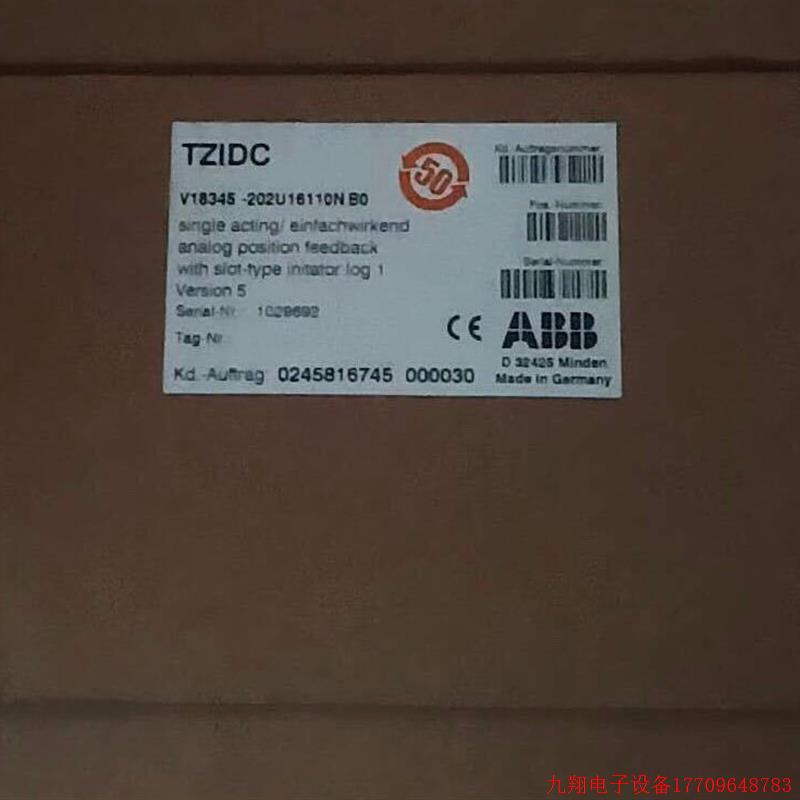 TZIDC
50
Kd. Auftragsnummer
V18345 -202U16110N B0
Pos.-Nummer
single acting/ einfachwirkend
analog position feedback
with slot-type initator log 1
Serial-Nummer
Version 5
Serial-Nr. 1029692
Tag-Nr.
CE ABB
D 32425 Minden
Kd.-Auftrag 0245816745 000030
Made in Germany
九翔电子设备17709648783